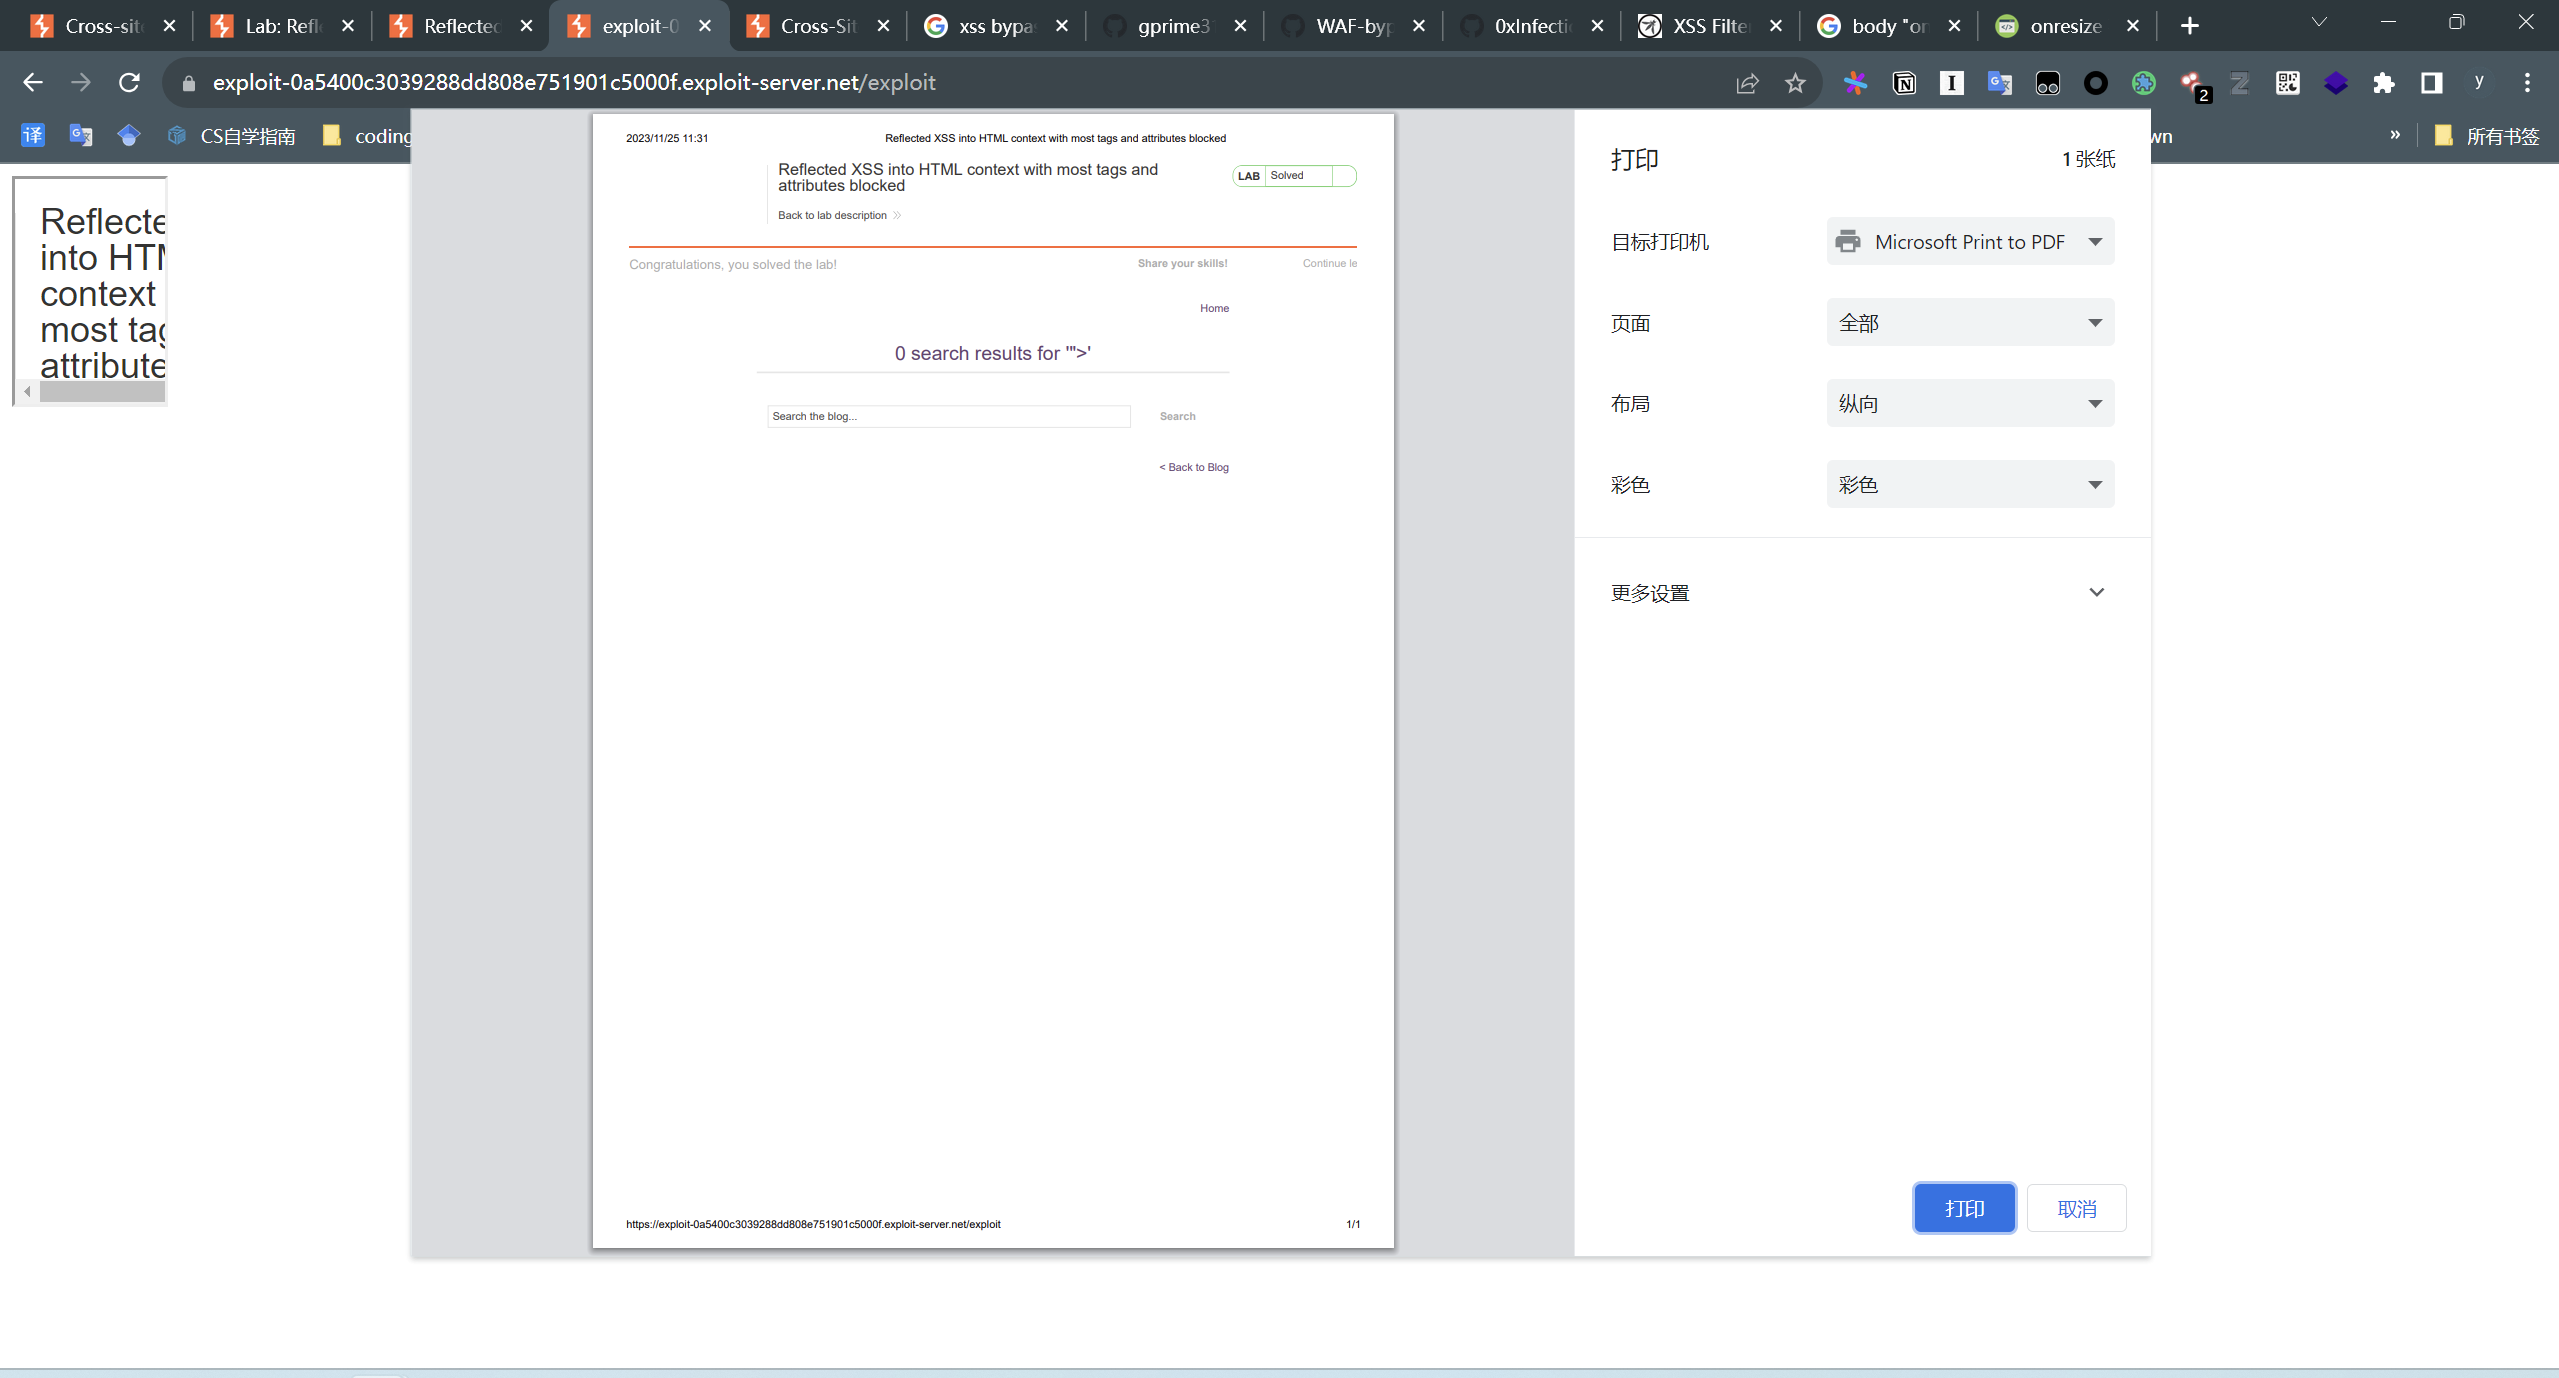 Cross-site
Lab: Refle
Reflected
exploit-0
Cross-Sit
xss bypa
gprime3
WAF-byp
0xInfecti
XSS Filte
body "on
onresize
exploit-0a5400c3039288dd808e751901c5000f.exploit-server.net/exploit
2
y
译
CS自学指南
coding
wn
»
所有书签
Reflecte
into HTM
context
most tag
attribute
2023/11/25 11:31
Reflected XSS into HTML context with most tags and attributes blocked
Reflected XSS into HTML context with most tags and
attributes blocked
LAB
Solved
Back to lab description
Congratulations, you solved the lab!
Share your skills!
Continue le
Home
0 search results for '">'
Search the blog...
Search
< Back to Blog
https://exploit-0a5400c3039288dd808e751901c5000f.exploit-server.net/exploit
1/1
打印
1 张纸
目标打印机
Microsoft Print to PDF
页面
全部
布局
纵向
彩色
彩色
更多设置
打印
取消